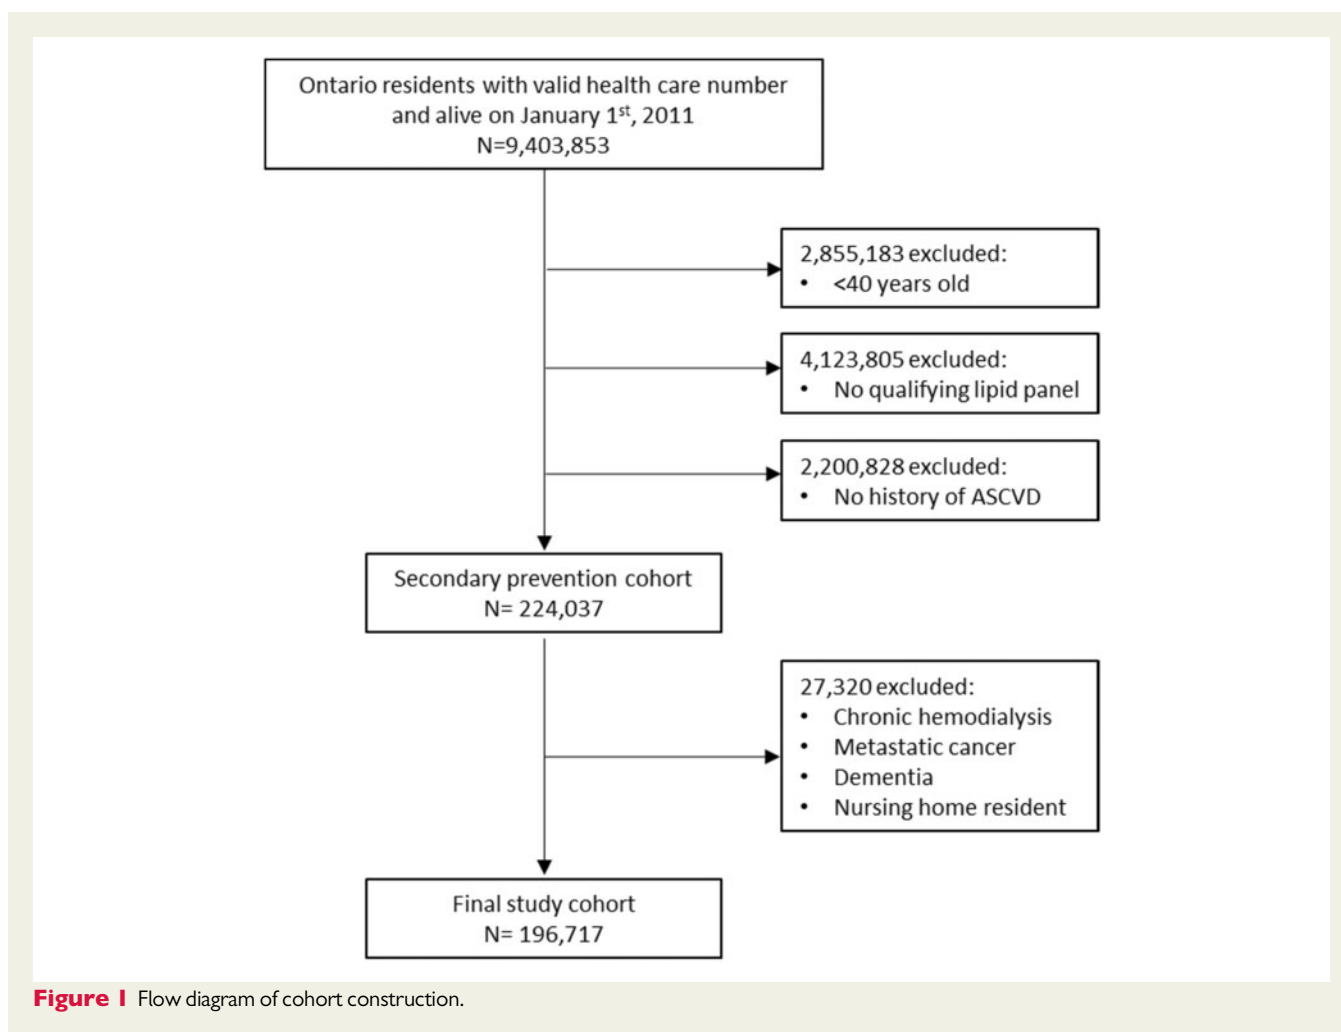 Ontario residents with valid health care number
and alive on January 1st, 2011
N=9,403,853
2,855,183 excluded:
• <40 years old
4,123,805 excluded:
• No qualifying lipid panel
2,200,828 excluded:
• No history of ASCVD
Secondary prevention cohort
N= 224,037
27,320 excluded:
• Chronic hemodialysis
• Metastatic cancer
• Dementia
• Nursing home resident
Final study cohort
N= 196,717
Figure 1 Flow diagram of cohort construction.